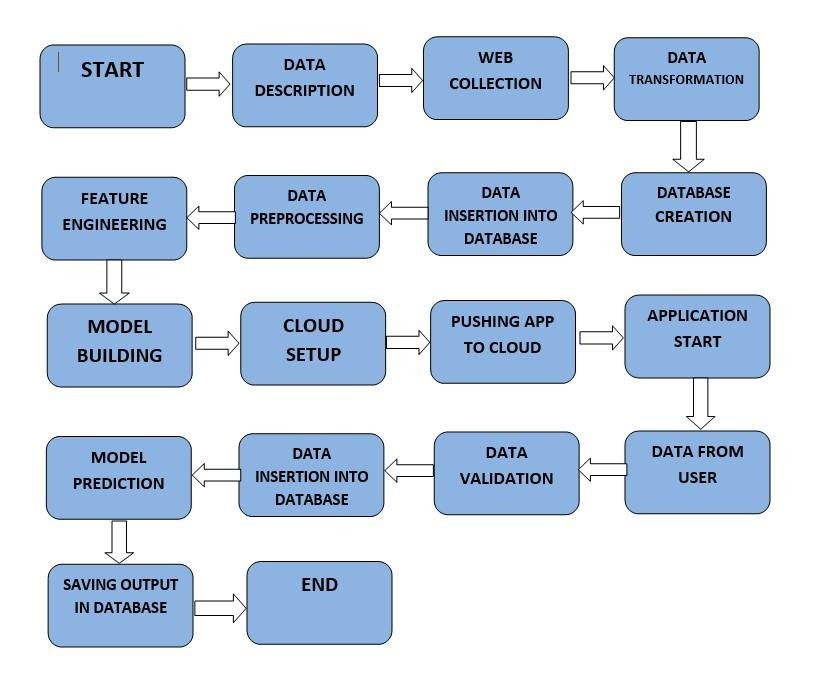 START
DATA
DESCRIPTION
WEB
COLLECTION
DATA
TRANSFORMATION
DATABASE
CREATION
DATA
INSERTION INTO
DATABASE
DATA
PREPROCESSING
FEATURE
ENGINEERING
MODEL
BUILDING
CLOUD
SETUP
PUSHING APP
TO CLOUD
APPLICATION
START
DATA FROM
USER
DATA
VALIDATION
DATA
INSERTION INTO
DATABASE
MODEL
PREDICTION
SAVING OUTPUT
IN DATABASE
END